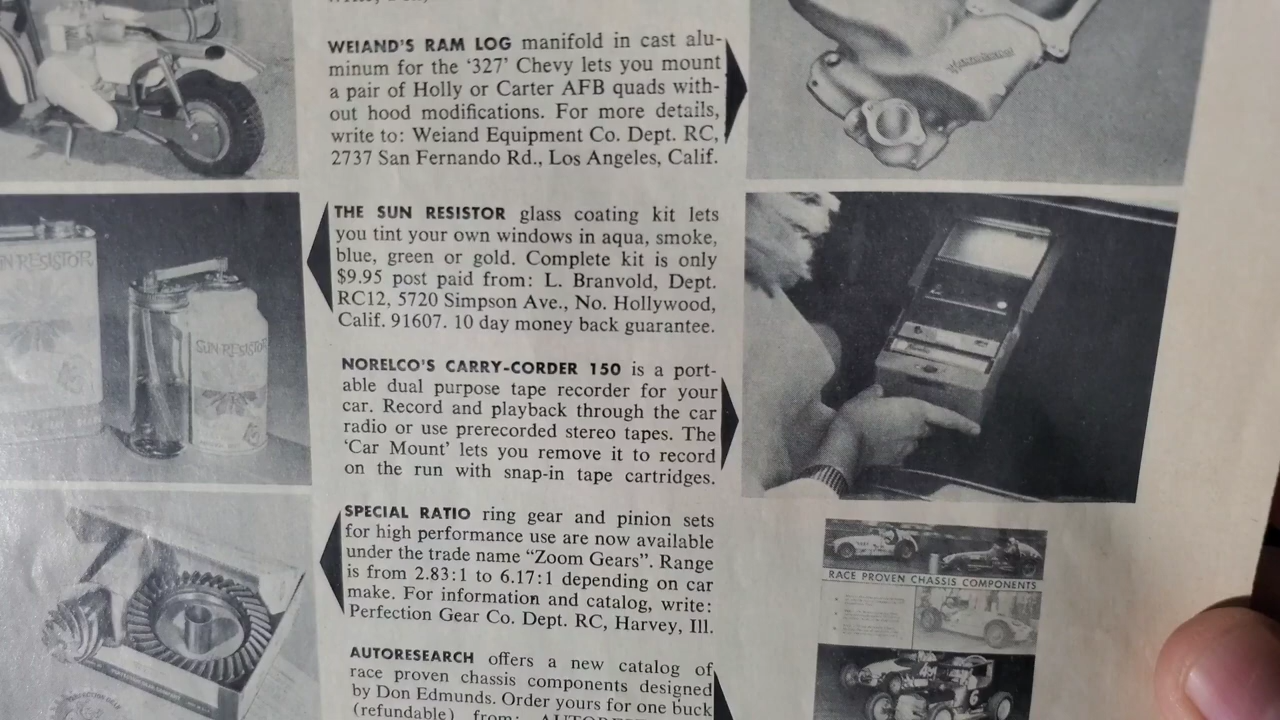 WEIAND'S RAM LOG manifold in cast alu-
minum for the '327' Chevy lets you mount
a pair of Holly or Carter AFB quads with-
out hood modifications. For more details,
write to: Weiand Equipment Co. Dept. RC,
2737 San Fernando Rd., Los Angeles, Calif.
THE SUN RESISTOR glass coating kit lets
you tint your own windows in aqua, smoke,
blue, green or gold. Complete kit is only
$9.95 post paid from: L. Branvold, Dept.
RC12, 5720 Simpson Ave., No. Hollywood,
Calif. 91607. 10 day money back guarantee.
SUN RESISTOR
NORELCO'S CARRY-CORDER 150 is a port-
able dual purpose tape recorder for your
car. Record and playback through the car
radio or use prerecorded stereo tapes. The
'Car Mount' lets you remove it to record
on the run with snap-in tape cartridges.
SPECIAL RATIO ring gear and pinion sets
for high performance use are now available
under the trade name "Zoom Gears". Range
is from 2.83:1 to 6.17:1 depending on car
make. For information and catalog, write:
Perfection Gear Co. Dept. RC, Harvey, Ill.
RACE PROVEN CHASSIS COMPONENTS
6
AUTORESEARCH offers a new catalog of
race proven chassis components designed
by Don Edmunds. Order yours for one buck
(refundable) from: